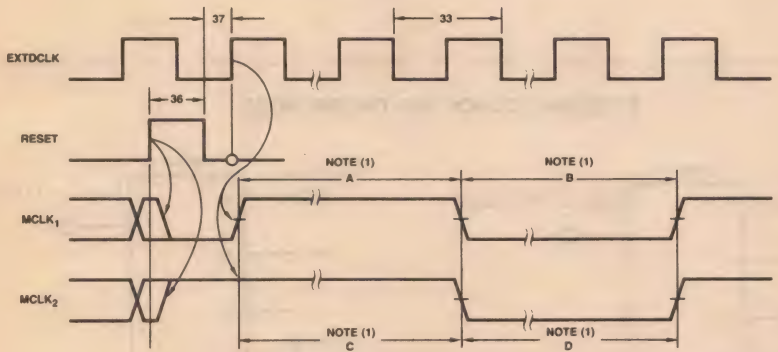 37
33
EXTDCLK
36
RESET
NOTE (1)
A
NOTE (1)
B
MCLK1
MCLK2
NOTE (1)
C
NOTE (1)
D